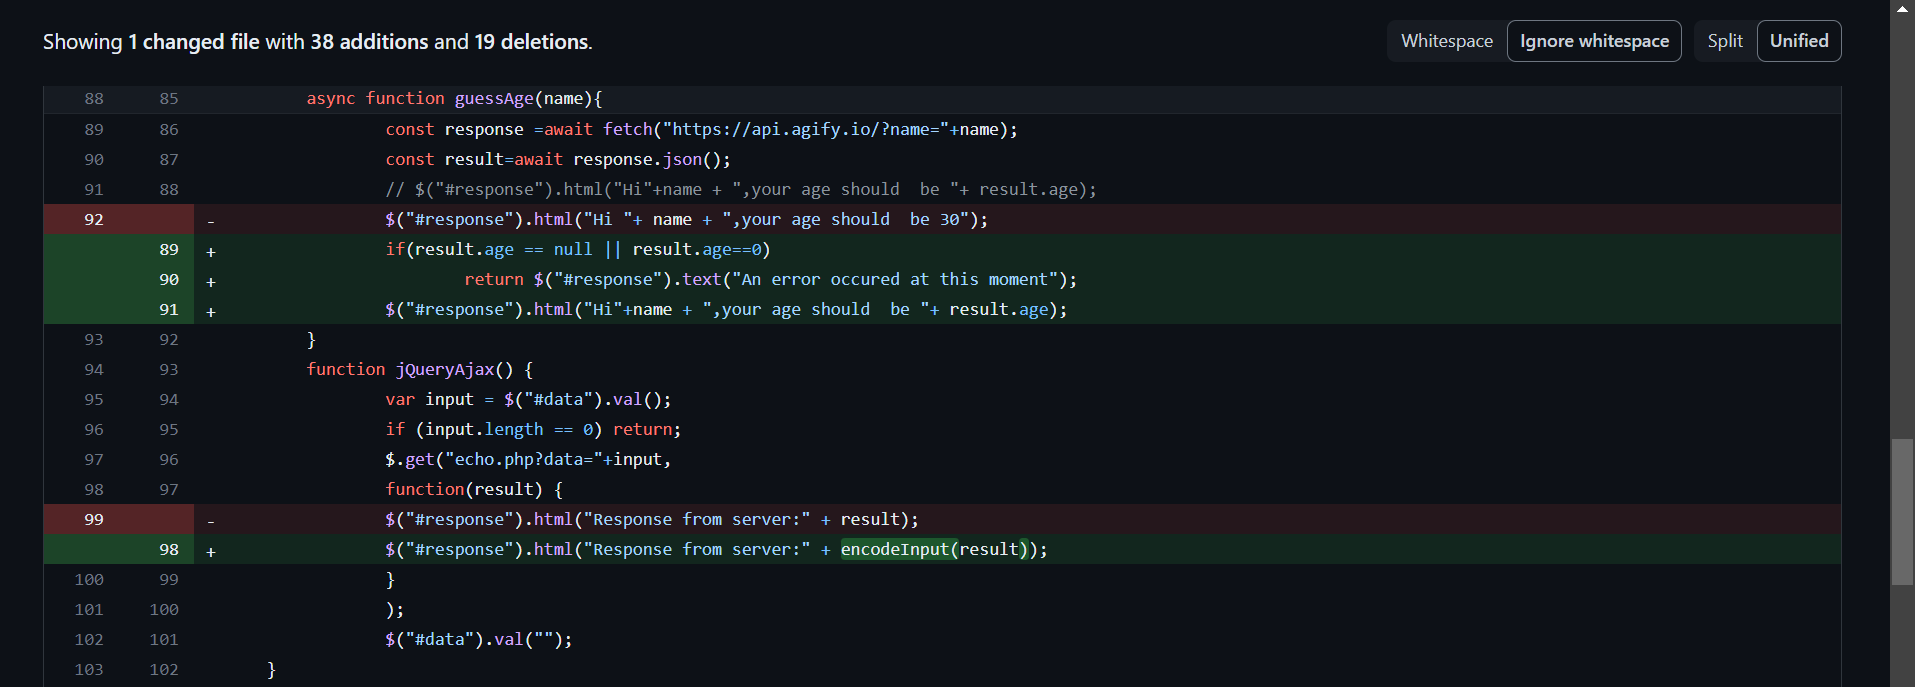 Showing 1 changed file with 38 additions and 19 deletions.
Whitespace Ignore whitespace Split Unified
88 85 async function guessAge(name){
89 86 const response =await fetch("https://api.agify.io/?name="+name);
90 87 const result=await response.json();
91 88 // $("#response").html("Hi"+name + ",your age should  be "+ result.age);
92 - $("#response").html("Hi "+ name + ",your age should  be 30");
89 + if(result.age == null || result.age==0)
90 + return $("#response").text("An error occured at this moment");
91 + $("#response").html("Hi"+name + ",your age should  be "+ result.age);
93 92 }
94 93 function jQueryAjax() {
95 94 var input = $("#data").val();
96 95 if (input.length == 0) return;
97 96 $.get("echo.php?data="+input,
98 97 function(result) {
99 - $("#response").html("Response from server:" + result);
98 + $("#response").html("Response from server:" + encodeInput(result));
100 99 }
101 100 );
102 101 $("#data").val("");
103 102 }